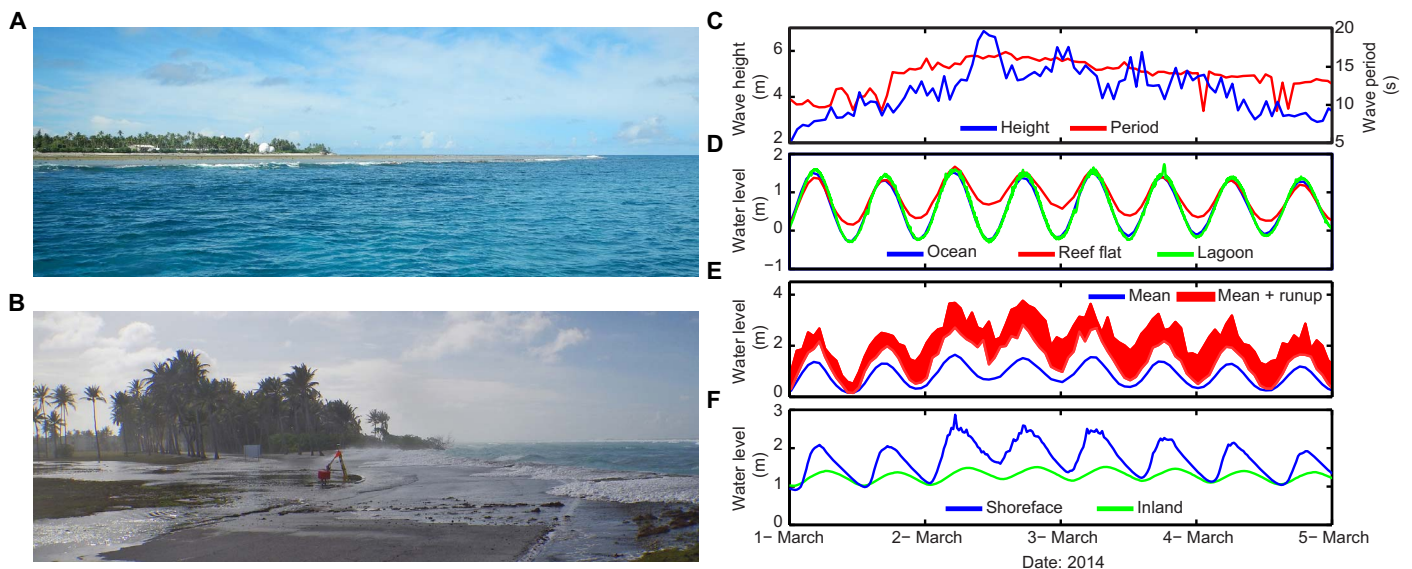 A
B
C
Wave height
(m)
6
4
2
20
15
10
5
Wave period
(s)
Height
Period
D
Water level
(m)
2
1
0
−1
Ocean
Reef flat
Lagoon
E
Water level
(m)
4
2
0
Mean
Mean + runup
F
Water level
(m)
3
2
1
0
Shoreface
Inland
1− March
2− March
3− March
4− March
5− March
Date: 2014